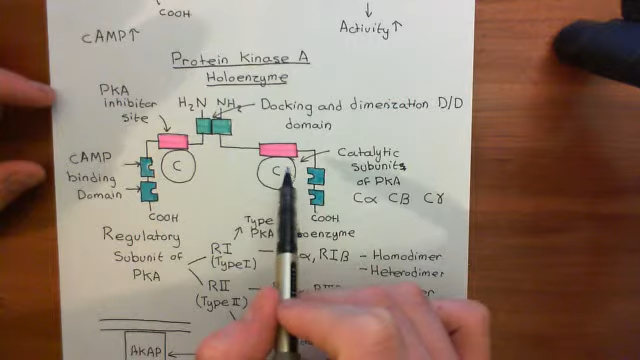 COOH
cAMP↑
Activity↑
Protein Kinase A
Holoenzyme
PKA
inhibitor
site
H₂N NH₂
Docking and dimerization D/D
domain
CAMP
binding
Domain
C
C
Catalytic
subunits
of PKA
Cα Cβ Cγ
COOH
COOH
Regulatory
Subunit of
PKA
Type
PKA Holoenzyme
RI
(Type I)
α, RIβ
- Homodimer
- Heterodimer
RII
(Type II)
AKAP